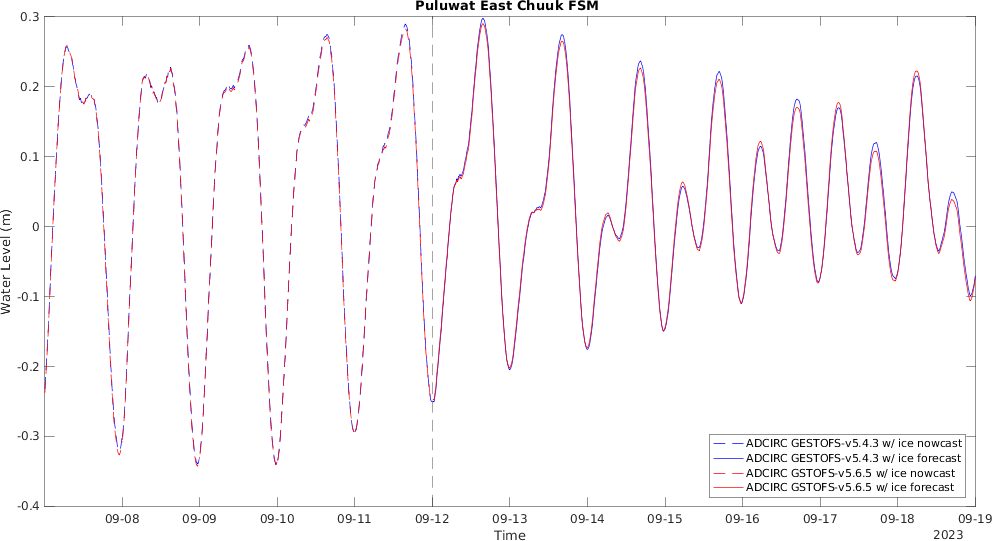 Puluwat East Chuuk FSM
0.3
0.2
0.1
0
-0.1
-0.2
-0.3
-0.4
Water Level (m)
ADCIRC GESTOFS-v5.4.3 w/ ice nowcast
ADCIRC GESTOFS-v5.4.3 w/ ice forecast
ADCIRC GSTOFS-v5.6.5 w/ ice nowcast
ADCIRC GSTOFS-v5.6.5 w/ ice forecast
09-08 09-09 09-10 09-11 09-12 09-13 09-14 09-15 09-16 09-17 09-18 09-19
Time
2023